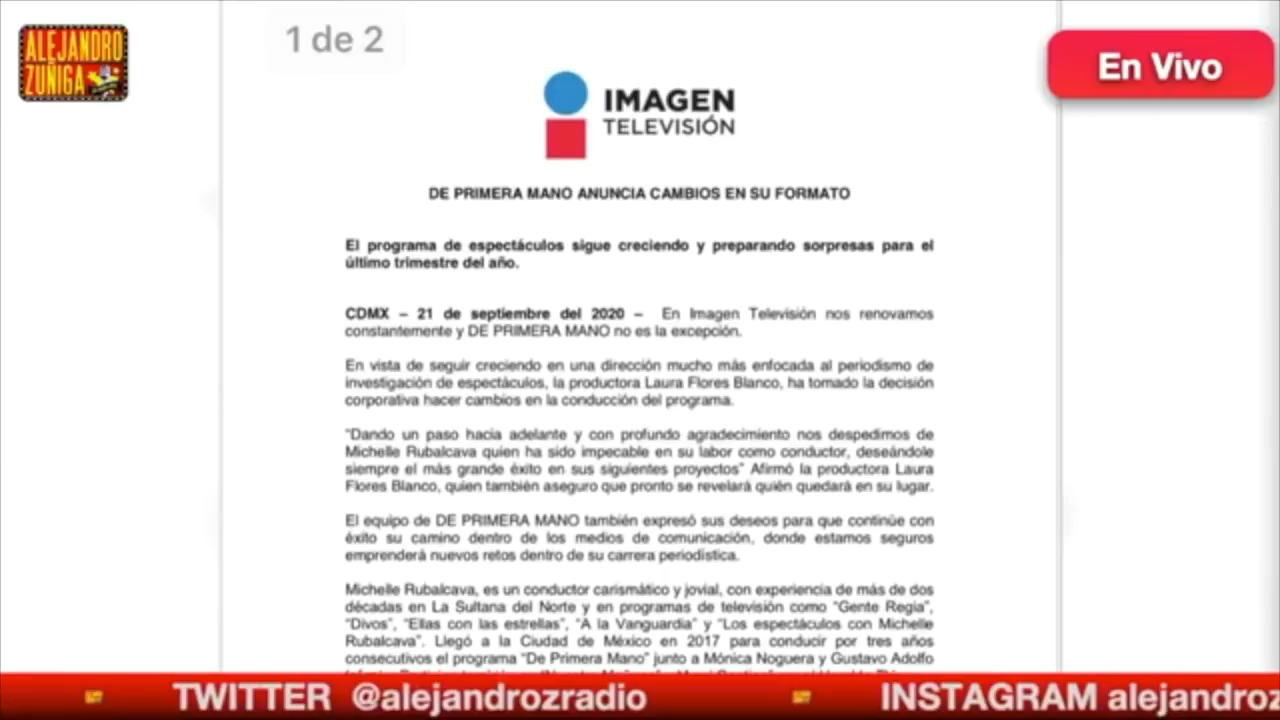 ALEJANDRO
ZUÑIGA
1 de 2
En Vivo
IMAGEN
TELEVISIÓN
DE PRIMERA MANO ANUNCIA CAMBIOS EN SU FORMATO
El programa de espectáculos sigue creciendo y preparando sorpresas para el
último trimestre del año.
CDMX – 21 de septiembre del 2020 – En Imagen Televisión nos renovamos
constantemente y DE PRIMERA MANO no es la excepción.
En vista de seguir creciendo en una dirección mucho más enfocada al periodismo de
investigación de espectáculos, la productora Laura Flores Blanco, ha tomado la decisión
corporativa hacer cambios en la conducción del programa.
“Dando un paso hacia adelante y con profundo agradecimiento nos despedimos de
Michelle Rubalcava quien ha sido impecable en su labor como conductor, deseándole
siempre el más grande éxito en sus siguientes proyectos” Afirmó la productora Laura
Flores Blanco, quien también aseguro que pronto se revelará quién quedará en su lugar.
El equipo de DE PRIMERA MANO también expresó sus deseos para que continúe con
éxito su camino dentro de los medios de comunicación, donde estamos seguros
emprenderá nuevos retos dentro de su carrera periodística.
Michelle Rubalcava, es un conductor carismático y jovial, con experiencia de más de dos
décadas en La Sultana del Norte y en programas de televisión como “Gente Regia”,
“Divos”, “Ellas con las estrellas”, “A la Vanguardia” y “Los espectáculos con Michelle
Rubalcava”. Llegó a la Ciudad de México en 2017 para conducir por tres años
consecutivos el programa “De Primera Mano” junto a Mónica Noguera y Gustavo Adolfo
TWITTER @alejandrozradio INSTAGRAM alejandroz